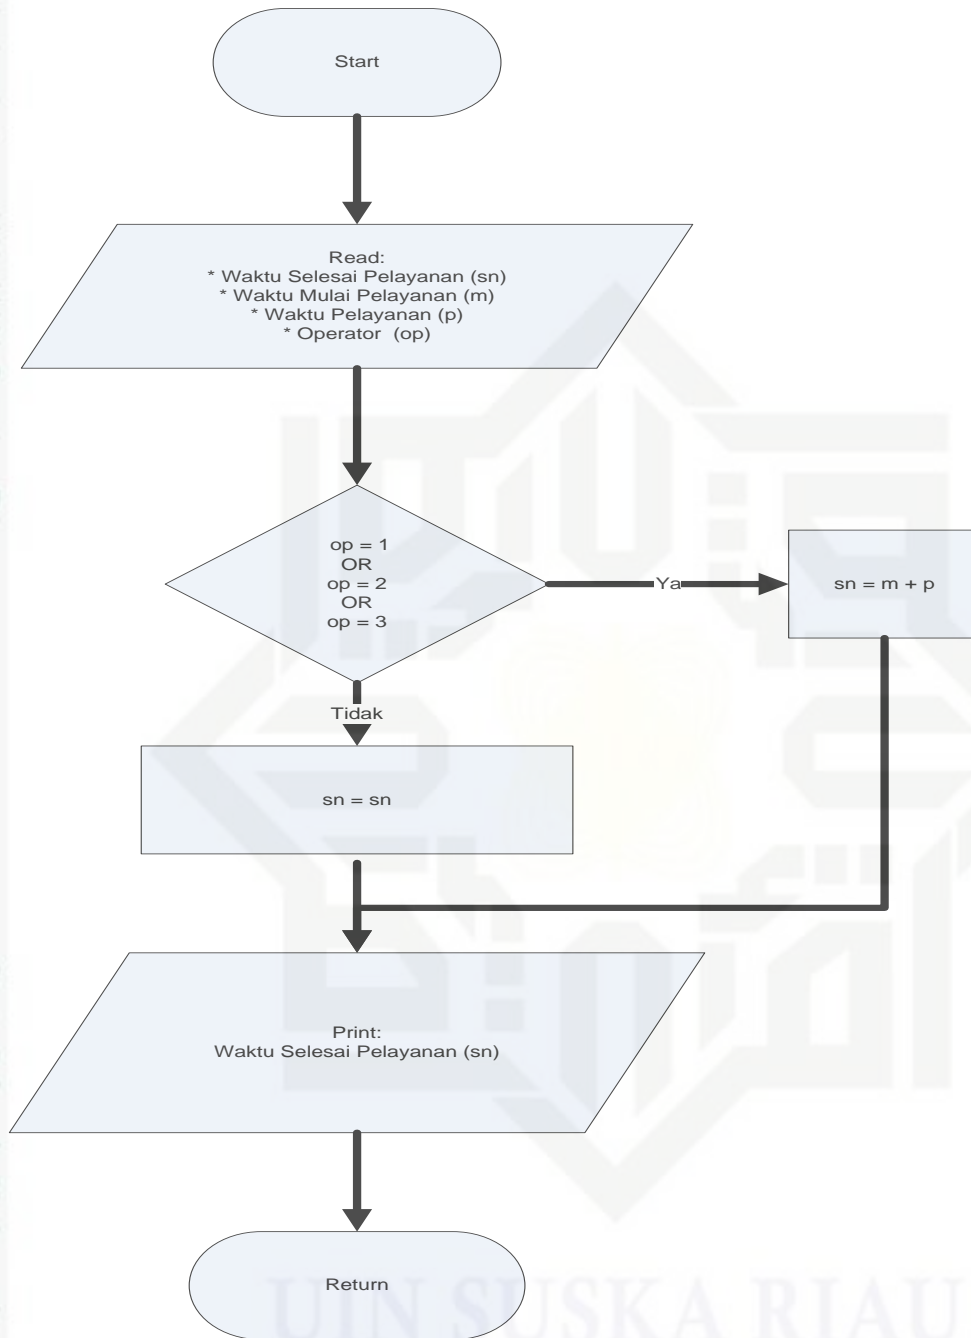 Start
Read:
* Waktu Selesai Pelayanan (sn)
* Waktu Mulai Pelayanan (m)
* Waktu Pelayanan (p)
* Operator  (op)
op = 1
OR
op = 2
OR
op = 3
Ya
sn = m + p
Tidak
sn = sn
Print:
Waktu Selesai Pelayanan (sn)
Return
UIN SUSKA RIAU